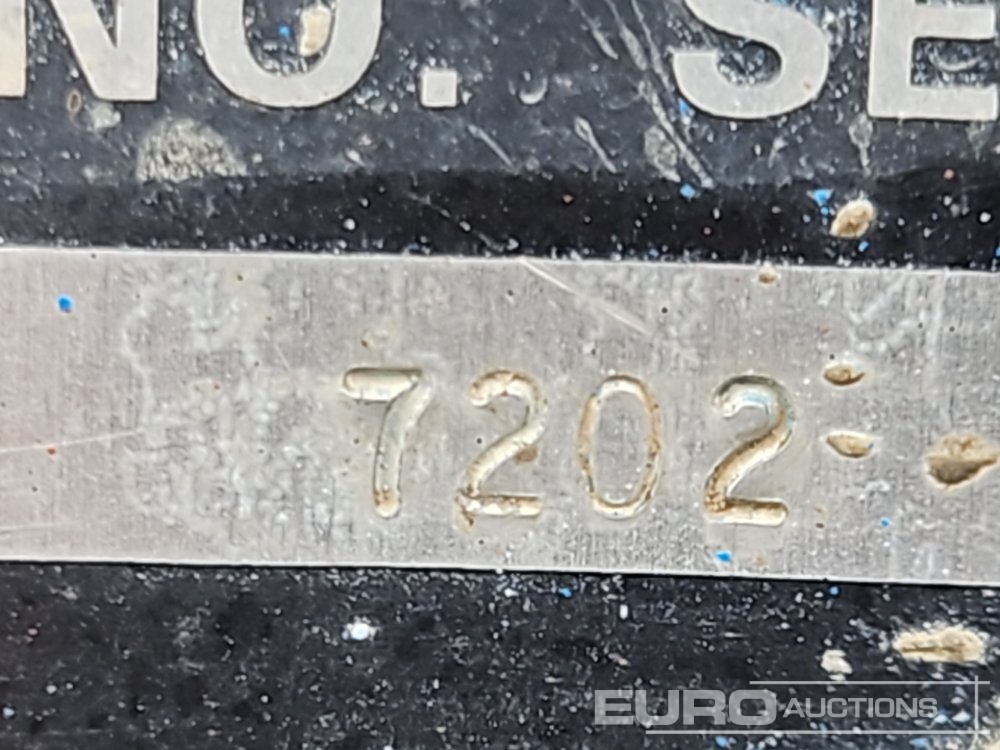 NO. SE
7202
EURO AUCTIONS